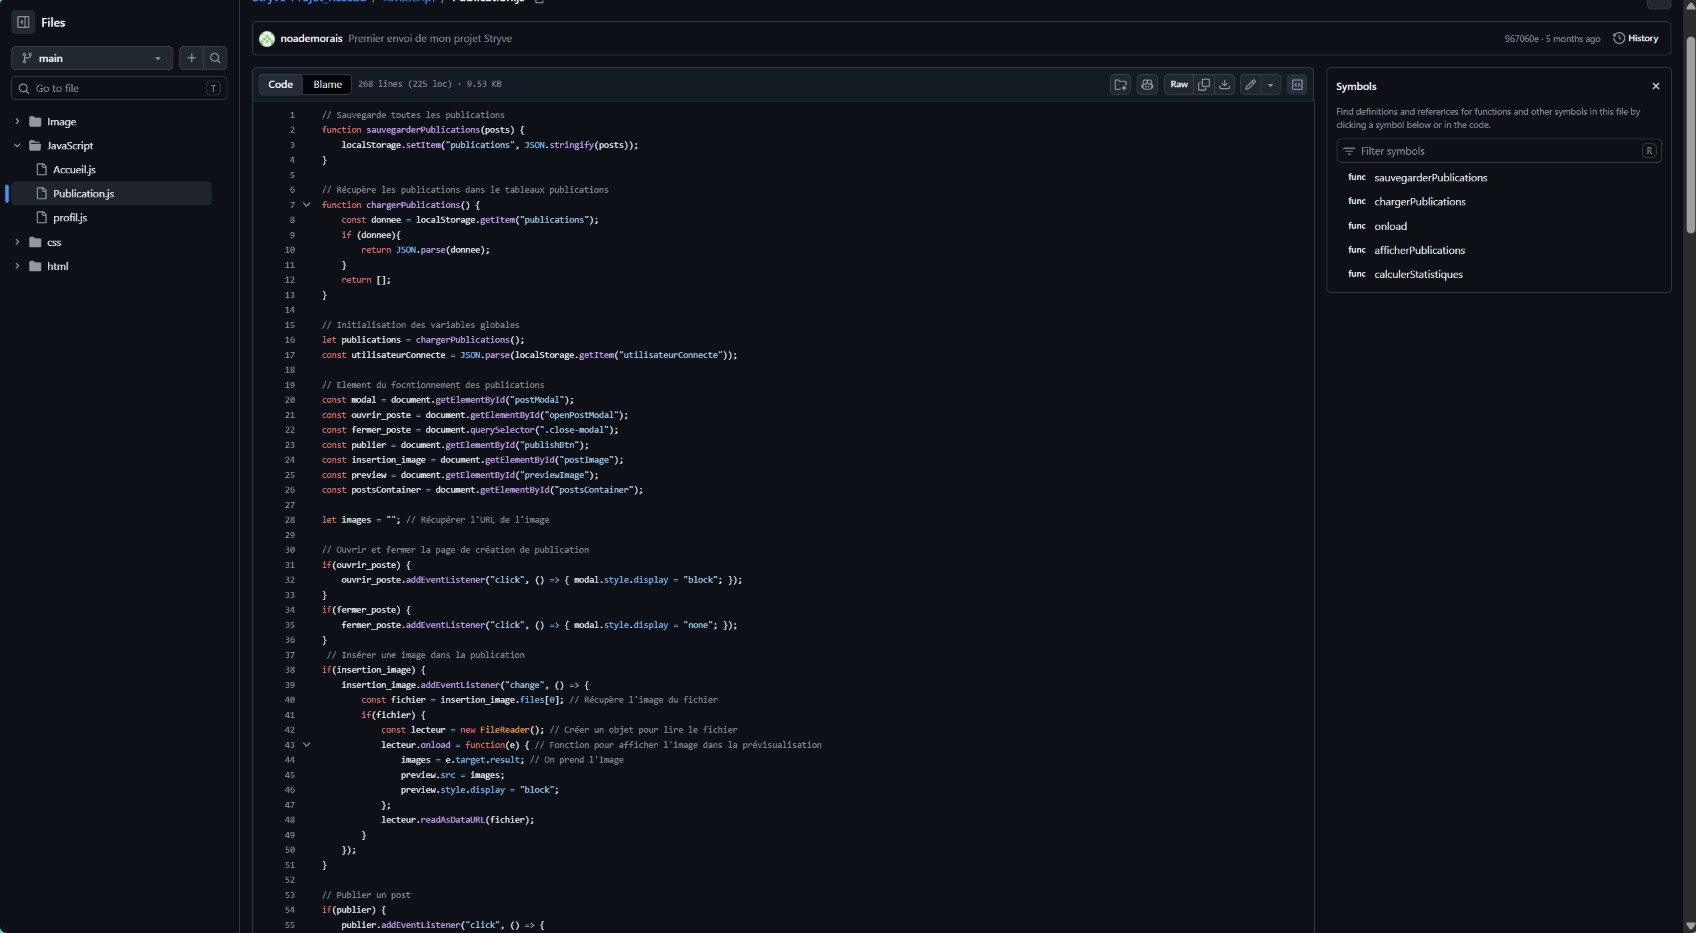 Files
main
Go to file
T
Image
JavaScript
Accueil.js
Publication.js
profil.js
css
html
Stryve-Projet_Reseau / JavaScript / Publication.js
noademorais Premier envoi de mon projet Stryve
967060e · 5 months ago History
Code Blame 268 lines (225 loc) · 9.53 KB
Raw
1 // Sauvegarde toutes les publications
2 function sauvegarderPublications(posts) {
3 localStorage.setItem("publications", JSON.stringify(posts));
4 }
5
6 // Récupère les publications dans le tableaux publications
7 function chargerPublications() {
8 const donnee = localStorage.getItem("publications");
9 if (donnee){
10 return JSON.parse(donnee);
11 }
12 return [];
13 }
14
15 // Initialisation des variables globales
16 let publications = chargerPublications();
17 const utilisateurConnecte = JSON.parse(localStorage.getItem("utilisateurConnecte"));
18
19 // Element du focntionnement des publications
20 const modal = document.getElementById("postModal");
21 const ouvrir_poste = document.getElementById("openPostModal");
22 const fermer_poste = document.querySelector(".close-modal");
23 const publier = document.getElementById("publishBtn");
24 const insertion_image = document.getElementById("postImage");
25 const preview = document.getElementById("previewImage");
26 const postsContainer = document.getElementById("postsContainer");
27
28 let images = ""; // Récupérer l'URL de l'image
29
30 // Ouvrir et fermer la page de création de publication
31 if(ouvrir_poste) {
32 ouvrir_poste.addEventListener("click", () => { modal.style.display = "block"; });
33 }
34 if(fermer_poste) {
35 fermer_poste.addEventListener("click", () => { modal.style.display = "none"; });
36 }
37 // Insérer une image dans la publication
38 if(insertion_image) {
39 insertion_image.addEventListener("change", () => {
40 const fichier = insertion_image.files[0]; // Récupère l'image du fichier
41 if(fichier) {
42 const lecteur = new FileReader(); // Créer un objet pour lire le fichier
43 lecteur.onload = function(e) { // Fonction pour afficher l'image dans la prévisualisation
44 images = e.target.result; // On prend l'Image
45 preview.src = images;
46 preview.style.display = "block";
47 };
48 lecteur.readAsDataURL(fichier);
49 }
50 });
51 }
52
53 // Publier un post
54 if(publier) {
55 publier.addEventListener("click", () => {
Symbols
Find definitions and references for functions and other symbols in this file by
clicking a symbol below or in the code.
Filter symbols R
func sauvegarderPublications
func chargerPublications
func onload
func afficherPublications
func calculerStatistiques